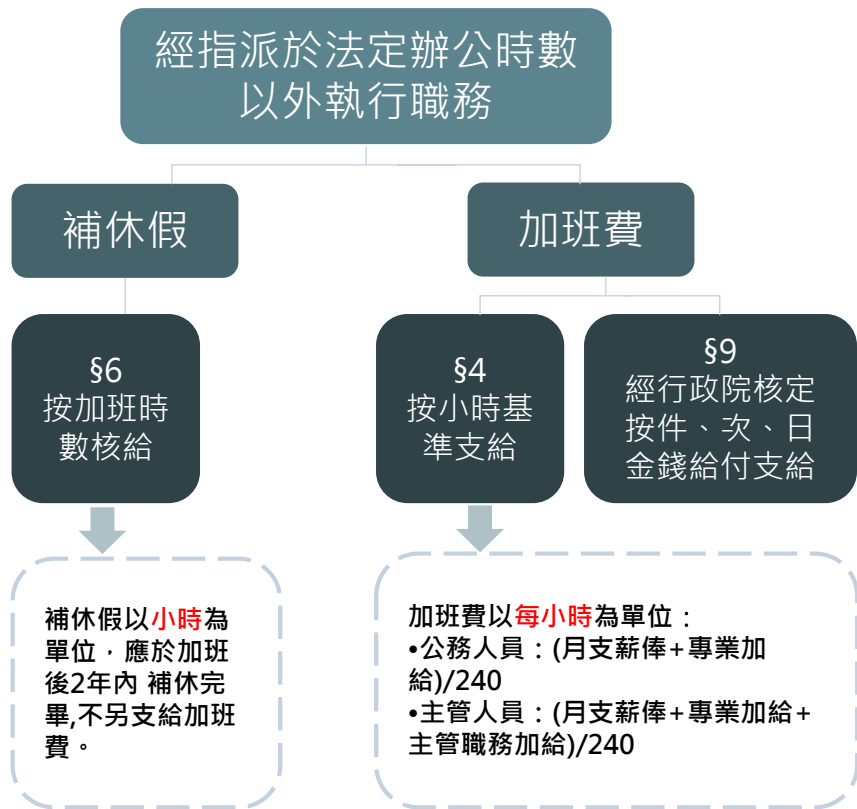 經指派於法定辦公時數
以外執行職務
補休假
加班費
§6
按加班時
數核給
§4
按小時基
準支給
§9
經行政院核定
按件、次、日
金錢給付支給
補休假以小時為
單位，應於加班
後2年內 補休完
畢,不另支給加班
費。
加班費以每小時為單位：
•公務人員：(月支薪俸+專業加
給)/240
•主管人員：(月支薪俸+專業加給+
主管職務加給)/240